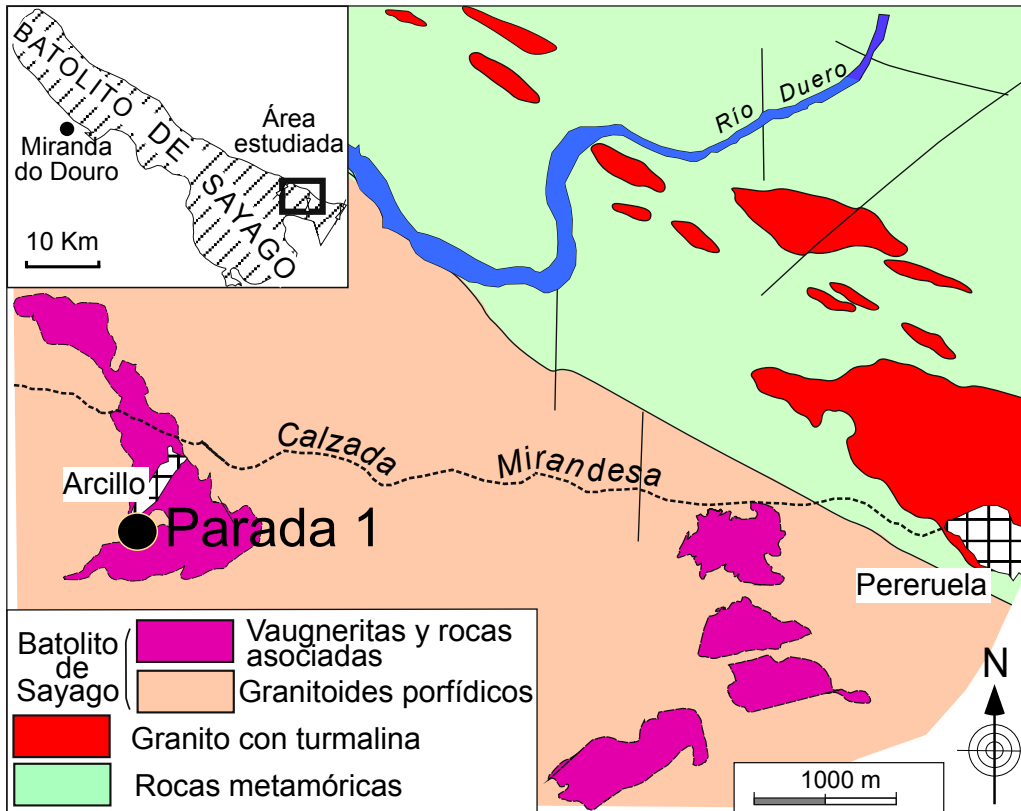 BATOLITO DE SAYAGO
Miranda
do Douro
Área
estudiada
10 Km
Río Duero
Calzada Mirandesa
Arcillo
Parada 1
Pereruela
Batolito
de
Sayago
Vaugneritas y rocas
asociadas
Granitoides porfídicos
Granito con turmalina
Rocas metamóricas
1000 m
N